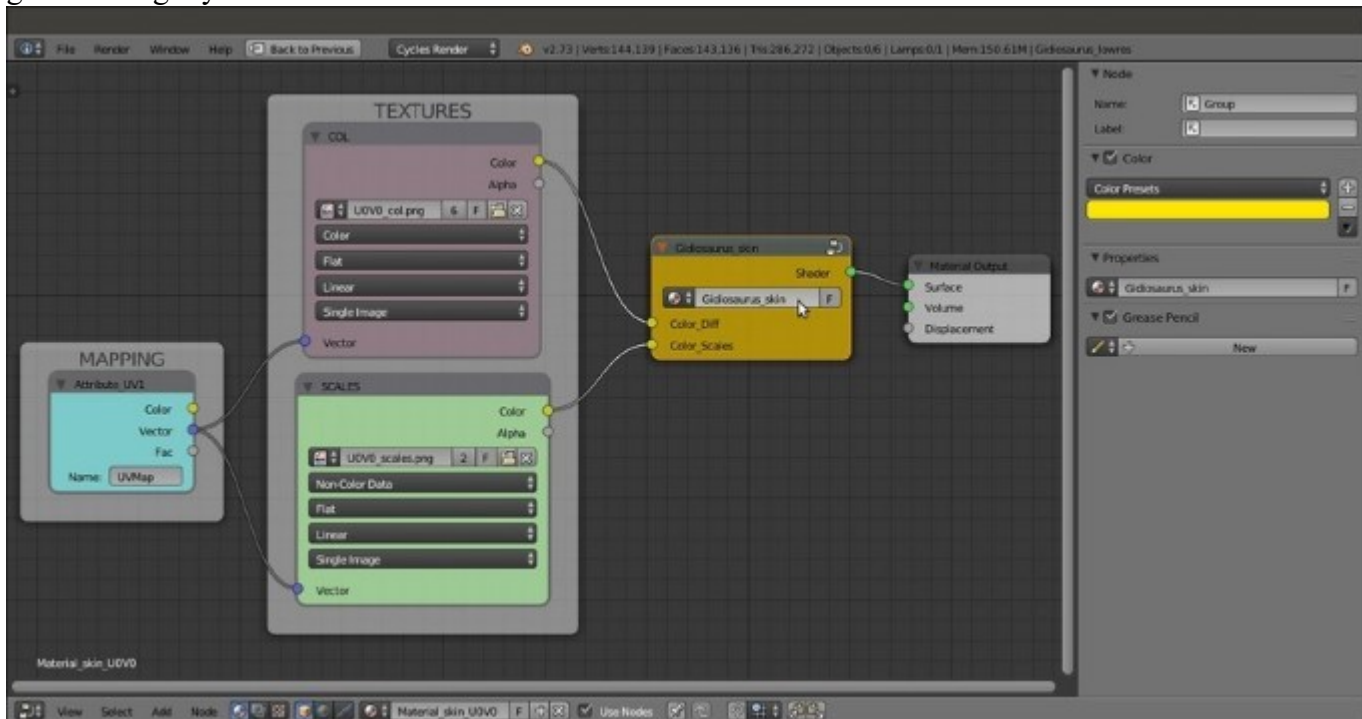 File Render Window Help Back to Previous Cycles Render v2.73 | Verts:144,139 | Faces:143,136 | Tris:286,272 | Objects:0/6 | Lamps:0/1 | Mem:150.61M | Gidiosaurus_lowres
TEXTURES
COL
Color
Alpha
U0V0_col.png 6 F
Color
Flat
Linear
Single Image
Vector
MAPPING
Attribute_UV1
Color
Vector
Fac
Name: UVMap
SCALES
Color
Alpha
U0V0_scales.png 2 F
Non-Color Data
Flat
Linear
Single Image
Vector
Gidiosaurus_skin
Shader
Gidiosaurus_skin F
Color_Diff
Color_Scales
Material Output
Surface
Volume
Displacement
Node
Name: Group
Label:
Color
Color Presets
Properties
Gidiosaurus_skin F
Grease Pencil
New
Material_skin_U0V0
View Select Add Node Material_skin_U0V0 F Use Nodes